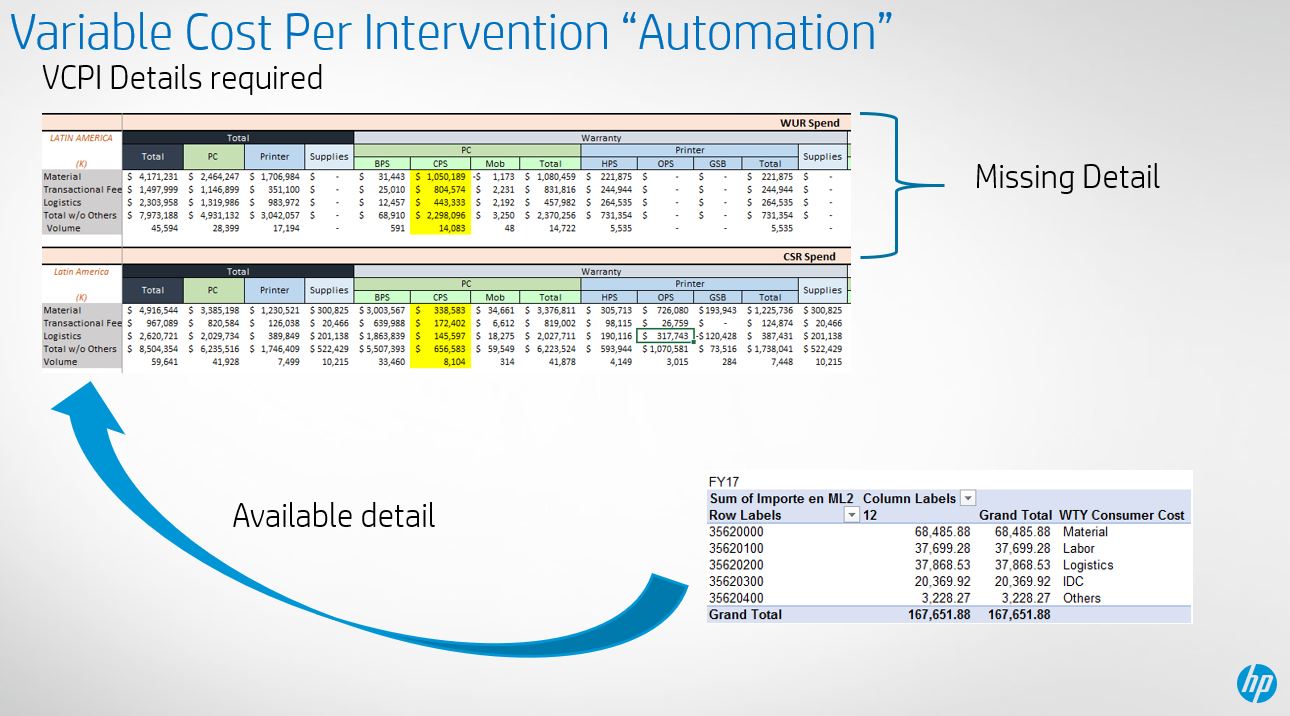 Variable Cost Per Intervention “Automation”
VCPI Details required
WUR Spend
LATIN AMERICA Total Warranty
Total PC Printer Supplies PC Printer Supplies
(K) BPS CPS Mob Total HPS OPS GSB Total
Material $ 4,171,231 $ 2,464,247 $ 1,706,984 $ - $ 31,443 $ 1,050,189 -$ 1,173 $ 1,080,459 $ 221,875 $ - $ - $ 221,875 $ -
Transactional Fee $ 1,497,999 $ 1,146,899 $ 351,100 $ - $ 25,010 $ 804,574 $ 2,231 $ 831,816 $ 244,944 $ - $ - $ 244,944 $ -
Logistics $ 2,303,958 $ 1,319,986 $ 983,972 $ - $ 12,457 $ 443,333 $ 2,192 $ 457,982 $ 264,535 $ - $ - $ 264,535 $ -
Total w/o Others $ 7,973,188 $ 4,931,132 $ 3,042,057 $ - $ 68,910 $ 2,298,096 $ 3,250 $ 2,370,256 $ 731,354 $ - $ - $ 731,354 $ -
Volume 45,594 28,399 17,194 - 591 14,083 48 14,722 5,535 - - 5,535 -
Missing Detail
CSR Spend
Latin America Total Warranty
Total PC Printer Supplies PC Printer Supplies
(K) BPS CPS Mob Total HPS OPS GSB Total
Material $ 4,916,544 $ 3,385,198 $ 1,230,521 $ 300,825 $ 3,003,567 $ 338,583 $ 34,661 $ 3,376,811 $ 305,713 $ 726,080 $ 193,943 $ 1,225,736 $ 300,825
Transactional Fee $ 967,089 $ 820,584 $ 126,038 $ 20,466 $ 639,988 $ 172,402 $ 6,612 $ 819,002 $ 98,115 $ 26,759 $ - $ 124,874 $ 20,466
Logistics $ 2,620,721 $ 2,029,734 $ 389,849 $ 201,138 $ 1,863,839 $ 145,597 $ 18,275 $ 2,027,711 $ 190,116 $ 317,743 -$ 120,428 $ 387,431 $ 201,138
Total w/o Others $ 8,504,354 $ 6,235,516 $ 1,746,409 $ 522,429 $ 5,507,393 $ 656,583 $ 59,549 $ 6,223,524 $ 593,944 $ 1,070,581 $ 73,516 $ 1,738,041 $ 522,429
Volume 59,641 41,928 7,499 10,215 33,460 8,104 314 41,878 4,149 3,015 284 7,448 10,215
Available detail
FY17
Sum of Importe en ML2 Column Labels
Row Labels 12 Grand Total WTY Consumer Cost
35620000 68,485.88 68,485.88 Material
35620100 37,699.28 37,699.28 Labor
35620200 37,868.53 37,868.53 Logistics
35620300 20,369.92 20,369.92 IDC
35620400 3,228.27 3,228.27 Others
Grand Total 167,651.88 167,651.88
hp